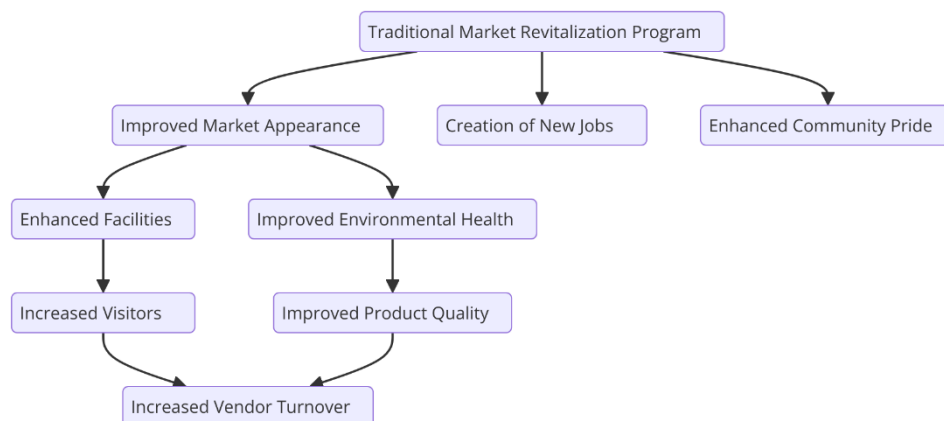 Traditional Market Revitalization Program
Improved Market Appearance
Creation of New Jobs
Enhanced Community Pride
Enhanced Facilities
Improved Environmental Health
Increased Visitors
Improved Product Quality
Increased Vendor Turnover